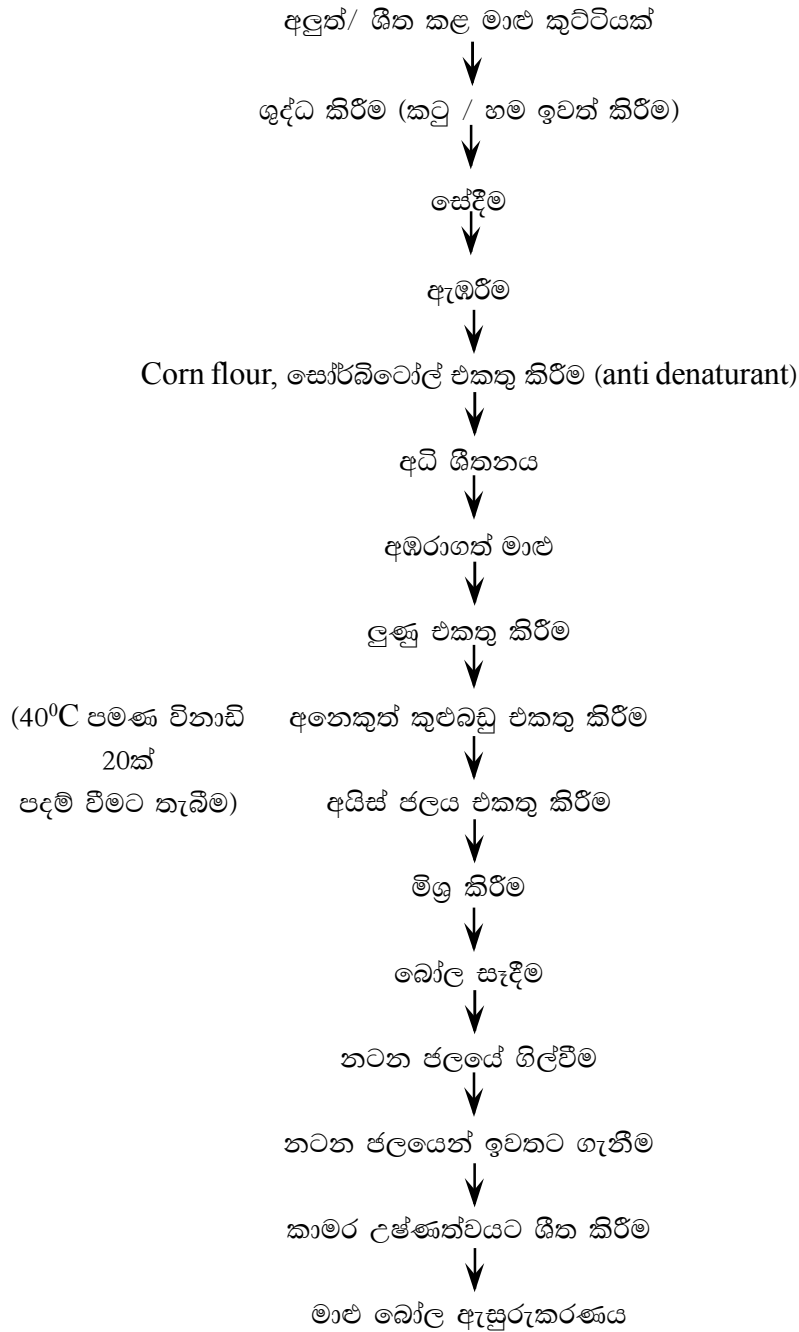 අලුත්/ ශීත කළ මාළු කුට්ටියක්
ශුද්ධ කිරීම (කටු / හම ඉවත් කිරීම)
සේදීම
ඇඹරීම
Corn flour, සෝර්බිටෝල් එකතු කිරීම (anti denaturant)
අධි ශීතනය
අඹරාගත් මාළු
ලුණු එකතු කිරීම
(40⁰C පමණ විනාඩි
20ක්
පදම් වීමට තැබීම)
අනෙකුත් කුළුබඩු එකතු කිරීම
අයිස් ජලය එකතු කිරීම
මිශ්‍ර කිරීම
බෝල සෑදීම
නටන ජලයේ ගිල්වීම
නටන ජලයෙන් ඉවතට ගැනීම
කාමර උෂ්ණත්වයට ශීත කිරීම
මාළු බෝල ඇසුරුකරණය